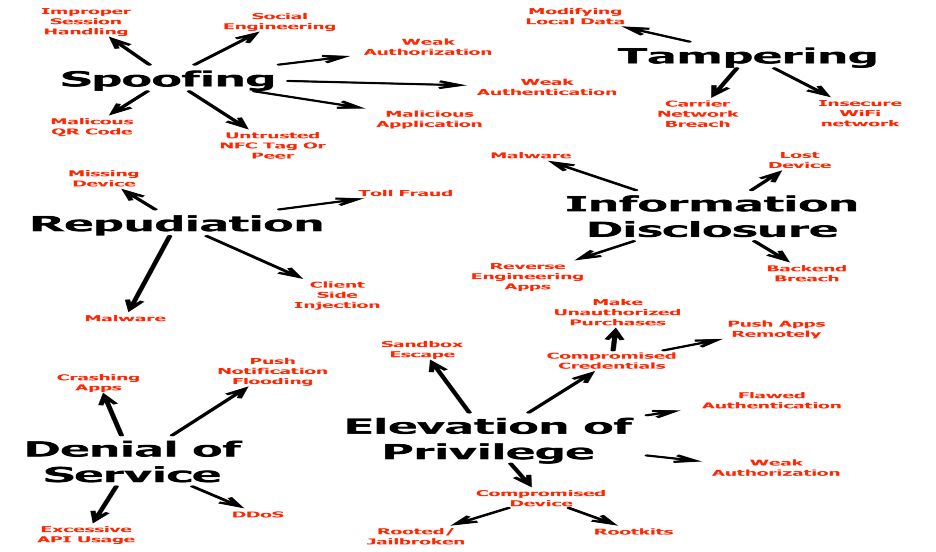 Improper
Session
Handling
Social
Engineering
Weak
Authorization
Spoofing
Weak
Authentication
Malicous
QR Code
Untrusted
NFC Tag Or
Peer
Malicious
Application
Modifying
Local Data
Tampering
Carrier
Network
Breach
Insecure
WiFi
network
Missing
Device
Toll Fraud
Repudiation
Malware
Client
Side
Injection
Malware
Lost
Device
Information
Disclosure
Reverse
Engineering
Apps
Backend
Breach
Crashing
Apps
Push
Notification
Flooding
Denial of
Service
Excessive
API Usage
DDoS
Sandbox
Escape
Make
Unauthorized
Purchases
Push Apps
Remotely
Compromised
Credentials
Flawed
Authentication
Elevation of
Privilege
Weak
Authorization
Compromised
Device
Rooted/
Jailbroken
Rootkits